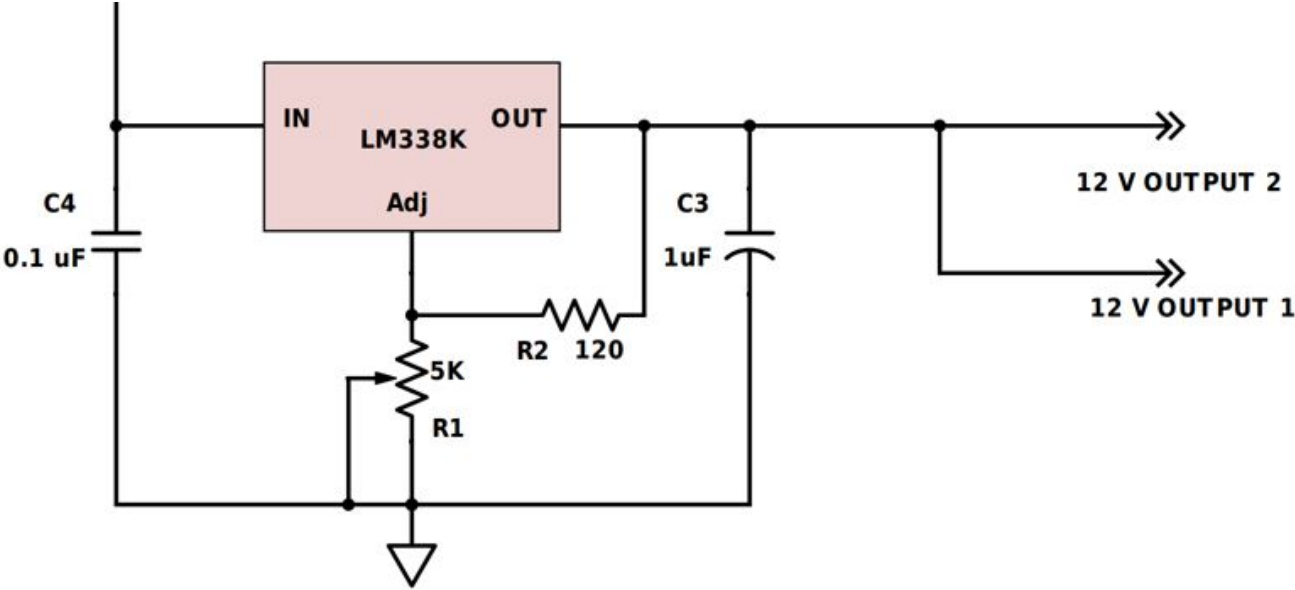 IN
OUT
LM338K
Adj
C4
0.1 uF
C3
1uF
12 V OUTPUT 2
12 V OUTPUT 1
R2 120
5K
R1